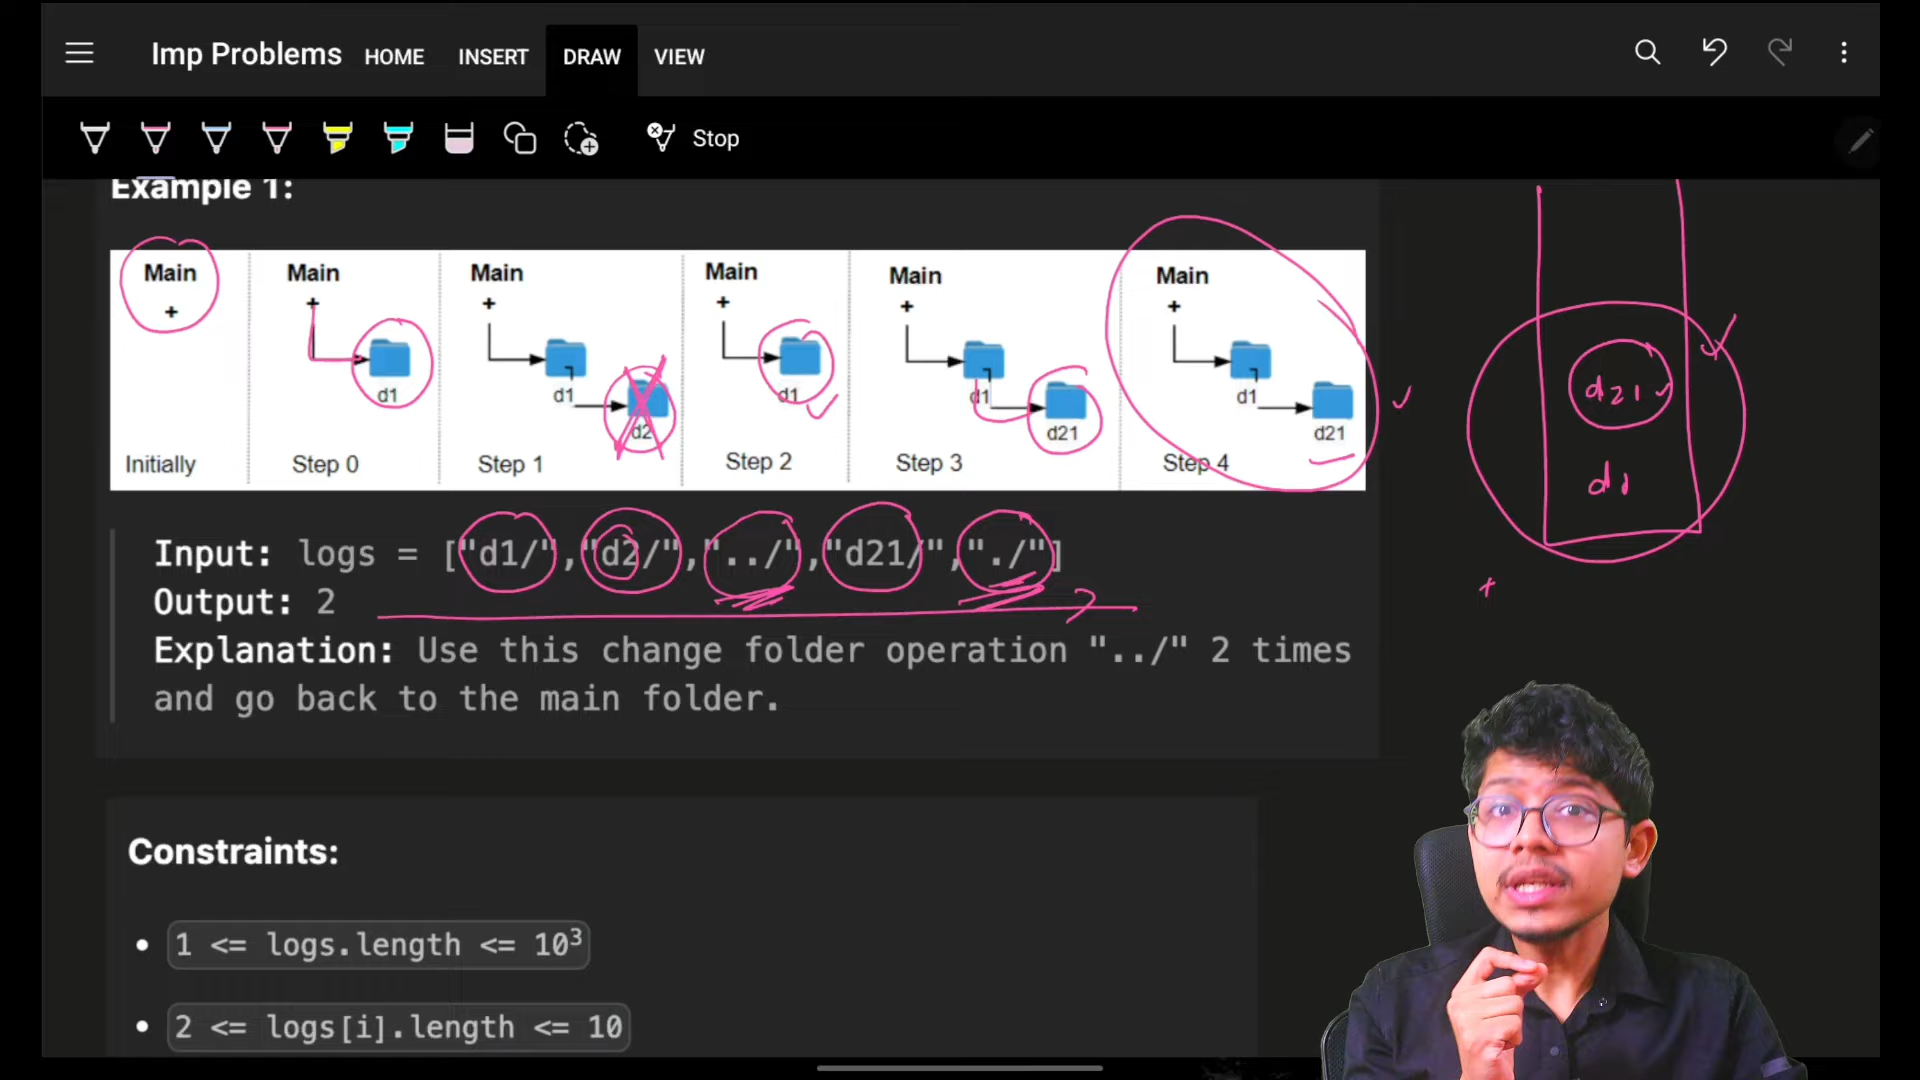 Imp Problems HOME INSERT DRAW VIEW
Stop
Example 1:
Main Main Main Main Main Main
+ + + + + +
d1 d1 d2 d1 d1 d21 d1 d21
Initially Step 0 Step 1 Step 2 Step 3 Step 4
d21
d1
Input: logs = ["d1/","d2/","../","d21/","./"]
Output: 2
Explanation: Use this change folder operation "../" 2 times
and go back to the main folder.
Constraints:
• 1 <= logs.length <= 10³
• 2 <= logs[i].length <= 10